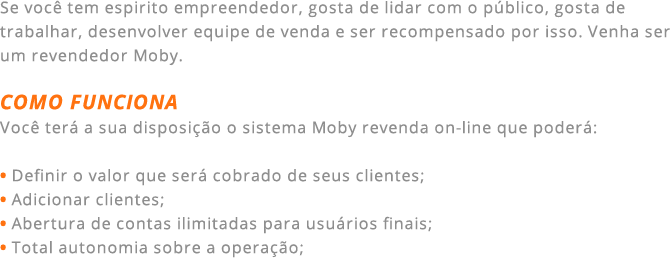 Se você tem espirito empreendedor, gosta de lidar com o público, gosta de
trabalhar, desenvolver equipe de venda e ser recompensado por isso. Venha ser
um revendedor Moby.
COMO FUNCIONA
Você terá a sua disposição o sistema Moby revenda on-line que poderá:
• Definir o valor que será cobrado de seus clientes;
• Adicionar clientes;
• Abertura de contas ilimitadas para usuários finais;
• Total autonomia sobre a operação;